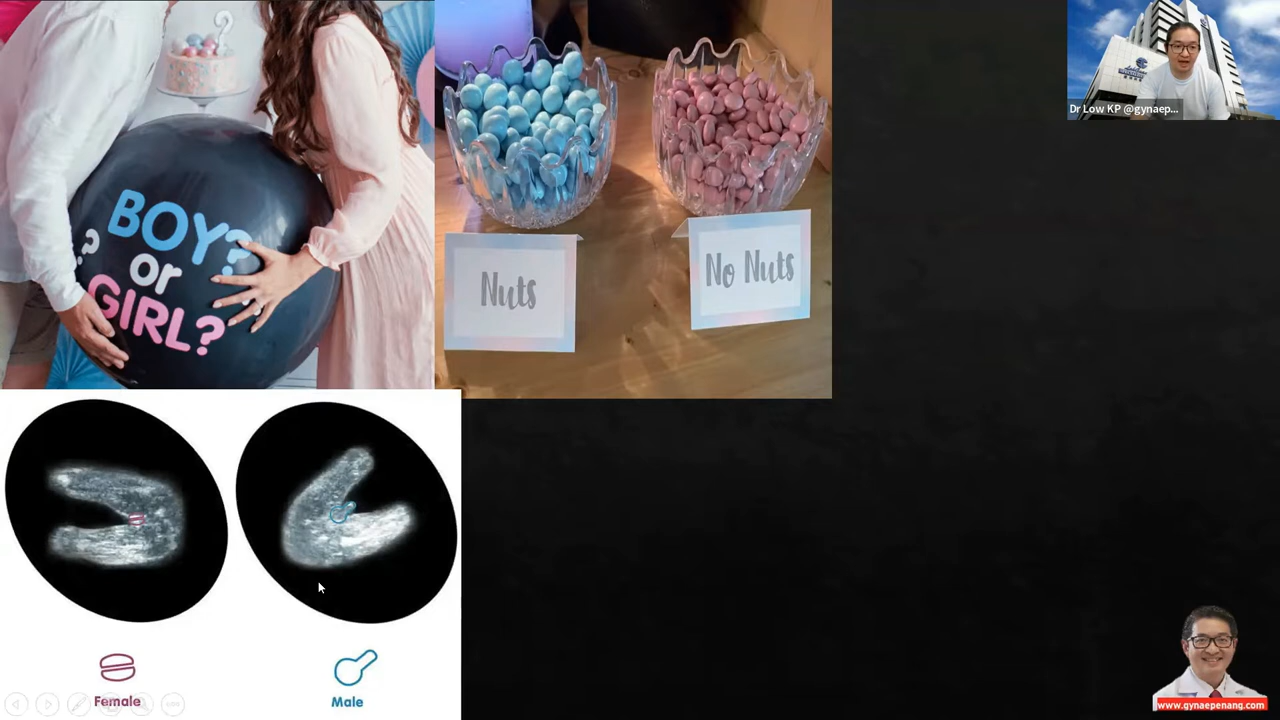 BOY?
or
GIRL?
.?
?
Nuts
No Nuts
Dr Low KP @gynaep...
Female
Male
www.gynaepenang.com